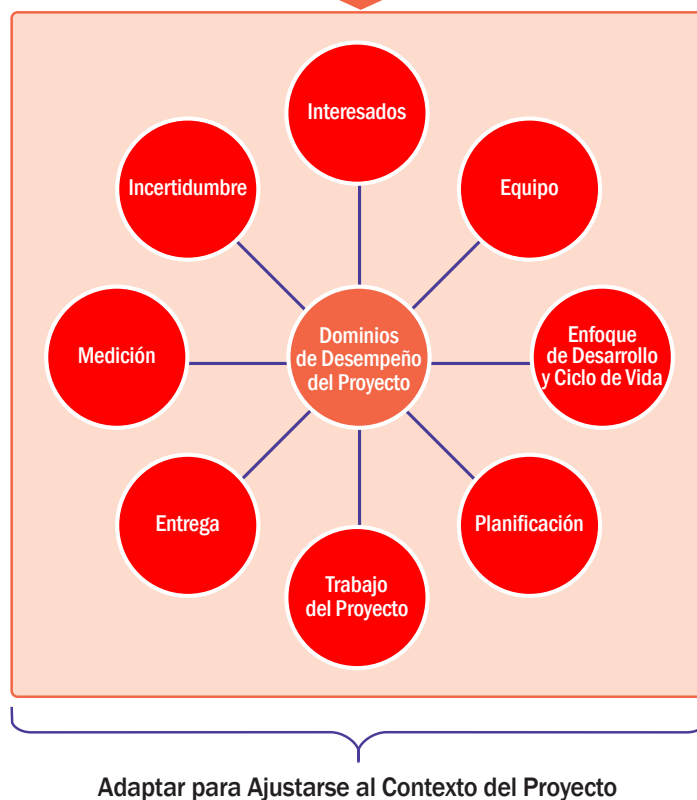 Interesados
Incertidumbre
Equipo
Medición
Dominios
de Desempeño
del Proyecto
Enfoque
de Desarrollo
y Ciclo de Vida
Entrega
Planificación
Trabajo
del Proyecto
Adaptar para Ajustarse al Contexto del Proyecto